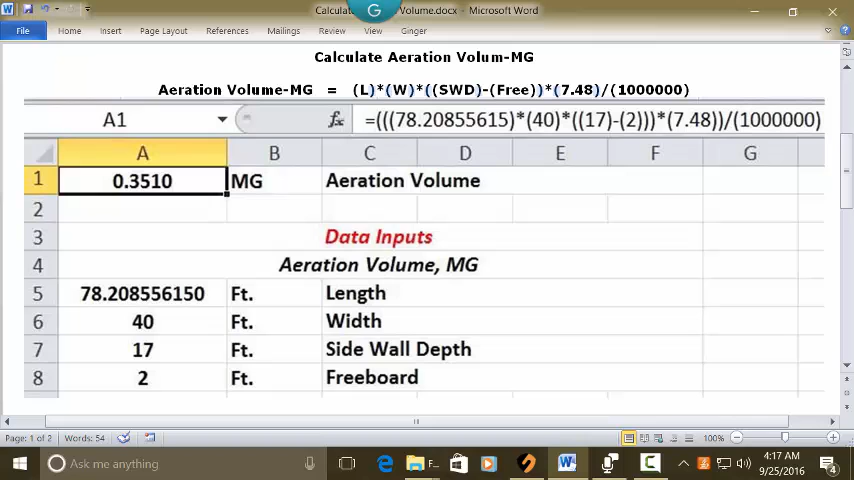 Calculate Volume.docx - Microsoft Word
File Home Insert Page Layout References Mailings Review View Ginger
Calculate Aeration Volum-MG
Aeration Volume-MG = (L)*(W)*((SWD)-(Free))*(7.48)/(1000000)
A1 fx =(((78.20855615)*(40)*((17)-(2)))*(7.48))/(1000000)
A B C D E F G
1 0.3510 MG Aeration Volume
2
3 Data Inputs
4 Aeration Volume, MG
5 78.208556150 Ft. Length
6 40 Ft. Width
7 17 Ft. Side Wall Depth
8 2 Ft. Freeboard
Page: 1 of 2 Words: 54 100%
Ask me anything F... 4:17 AM
9/25/2016